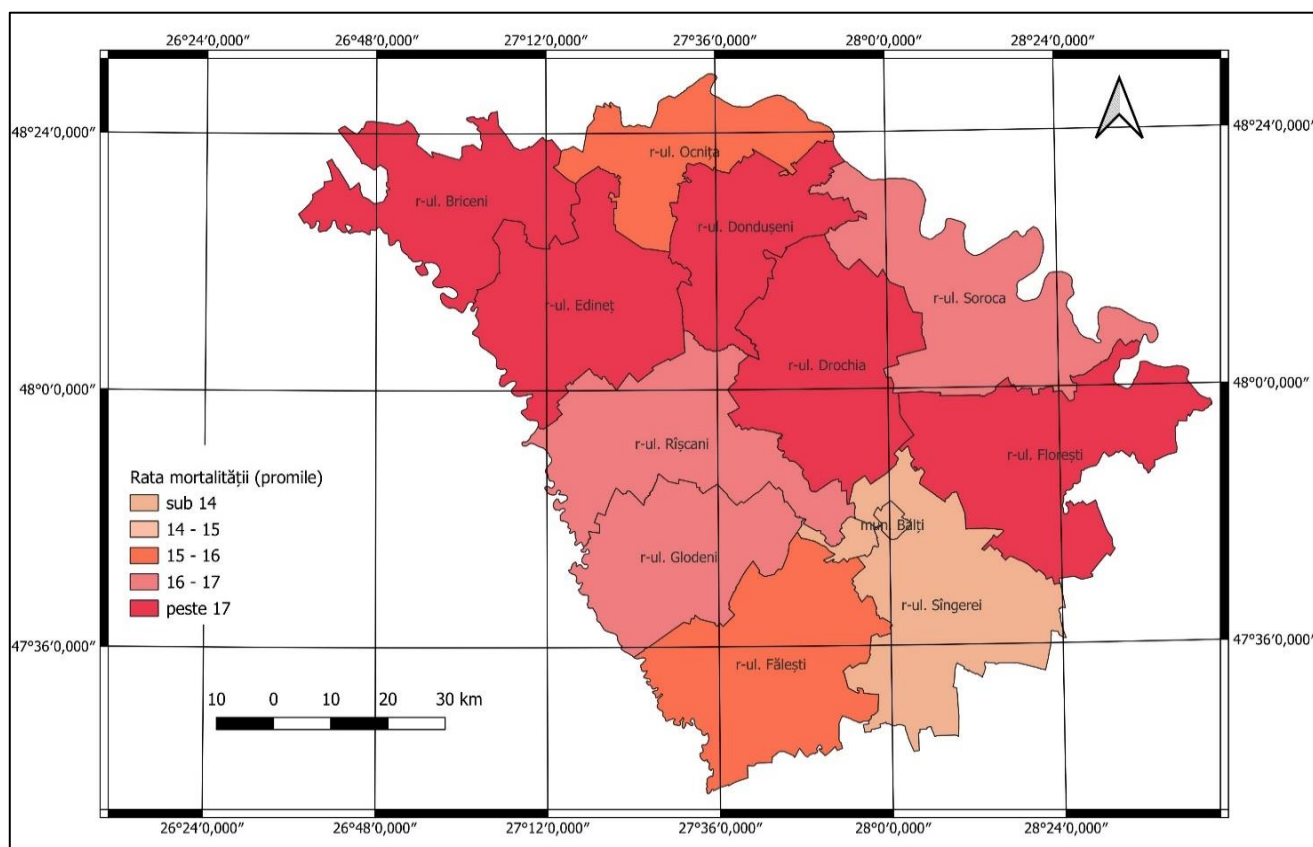 26°24′0,000″ 26°48′0,000″ 27°12′0,000″ 27°36′0,000″ 28°0′0,000″ 28°24′0,000″
48°24′0,000″ 48°24′0,000″
r-ul. Ocnița
r-ul. Briceni
r-ul. Dondușeni
r-ul. Edineț
r-ul. Soroca
r-ul. Drochia
48°0′0,000″ 48°0′0,000″
r-ul. Rîșcani
r-ul. Florești
Rata mortalității (promile)
sub 14
14 - 15
15 - 16
16 - 17
peste 17
mun. Bălți
r-ul. Glodeni
r-ul. Sîngerei
47°36′0,000″ 47°36′0,000″
r-ul. Fălești
10 0 10 20 30 km
26°24′0,000″ 26°48′0,000″ 27°12′0,000″ 27°36′0,000″ 28°0′0,000″ 28°24′0,000″